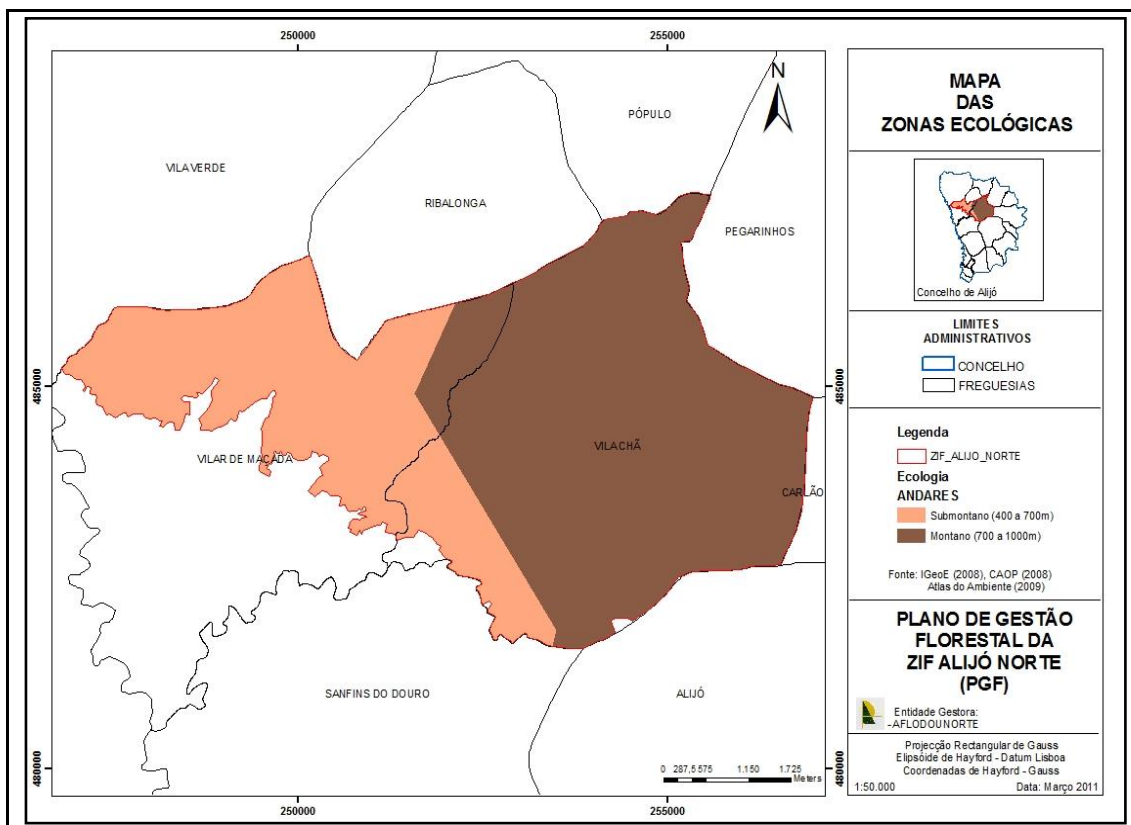 250000
255000
485000
480000
485000
480000
250000
255000
N
VILAVERDE
PÓPULO
RIBALONGA
PEGARINHOS
VILACHÃ
VILAR DE MAÇADA
CARLÃO
SANFINS DO DOURO
ALIJÓ
0 287,5 575 1.150 1.725
Meters
MAPA
DAS
ZONAS ECOLÓGICAS
Concelho de Alijó
LIMITES
ADMINISTRATIVOS
CONCELHO
FREGUESIAS
Legenda
ZIF_ALIJO_NORTE
Ecologia
ANDARES
Submontano (400 a 700m)
Montano (700 a 1000m)
Fonte: IGeoE (2008), CAOP (2008)
Atlas do Ambiente (2009)
PLANO DE GESTÃO
FLORESTAL DA
ZIF ALIJÓ NORTE
(PGF)
Entidade Gestora:
-AFLODOUNORTE
Projecção Rectangular de Gauss
Elipsóide de Hayford - Datum Lisboa
Coordenadas de Hayford - Gauss
1:50.000 Data: Março 2011